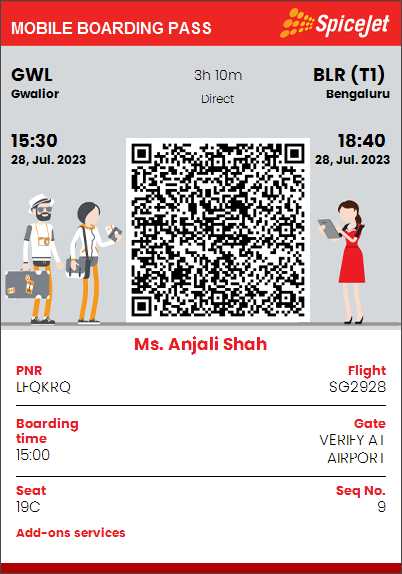 MOBILE BOARDING PASS
SpiceJet
GWL 3h 10m BLR (T1)
Gwalior Direct Bengaluru
15:30 18:40
28, Jul. 2023 28, Jul. 2023
Ms. Anjali Shah
PNR Flight
LFQKRQ SG2928
Boarding Gate
time VERIFY AT
15:00 AIRPORT
Seat Seq No.
19C 9
Add-ons services